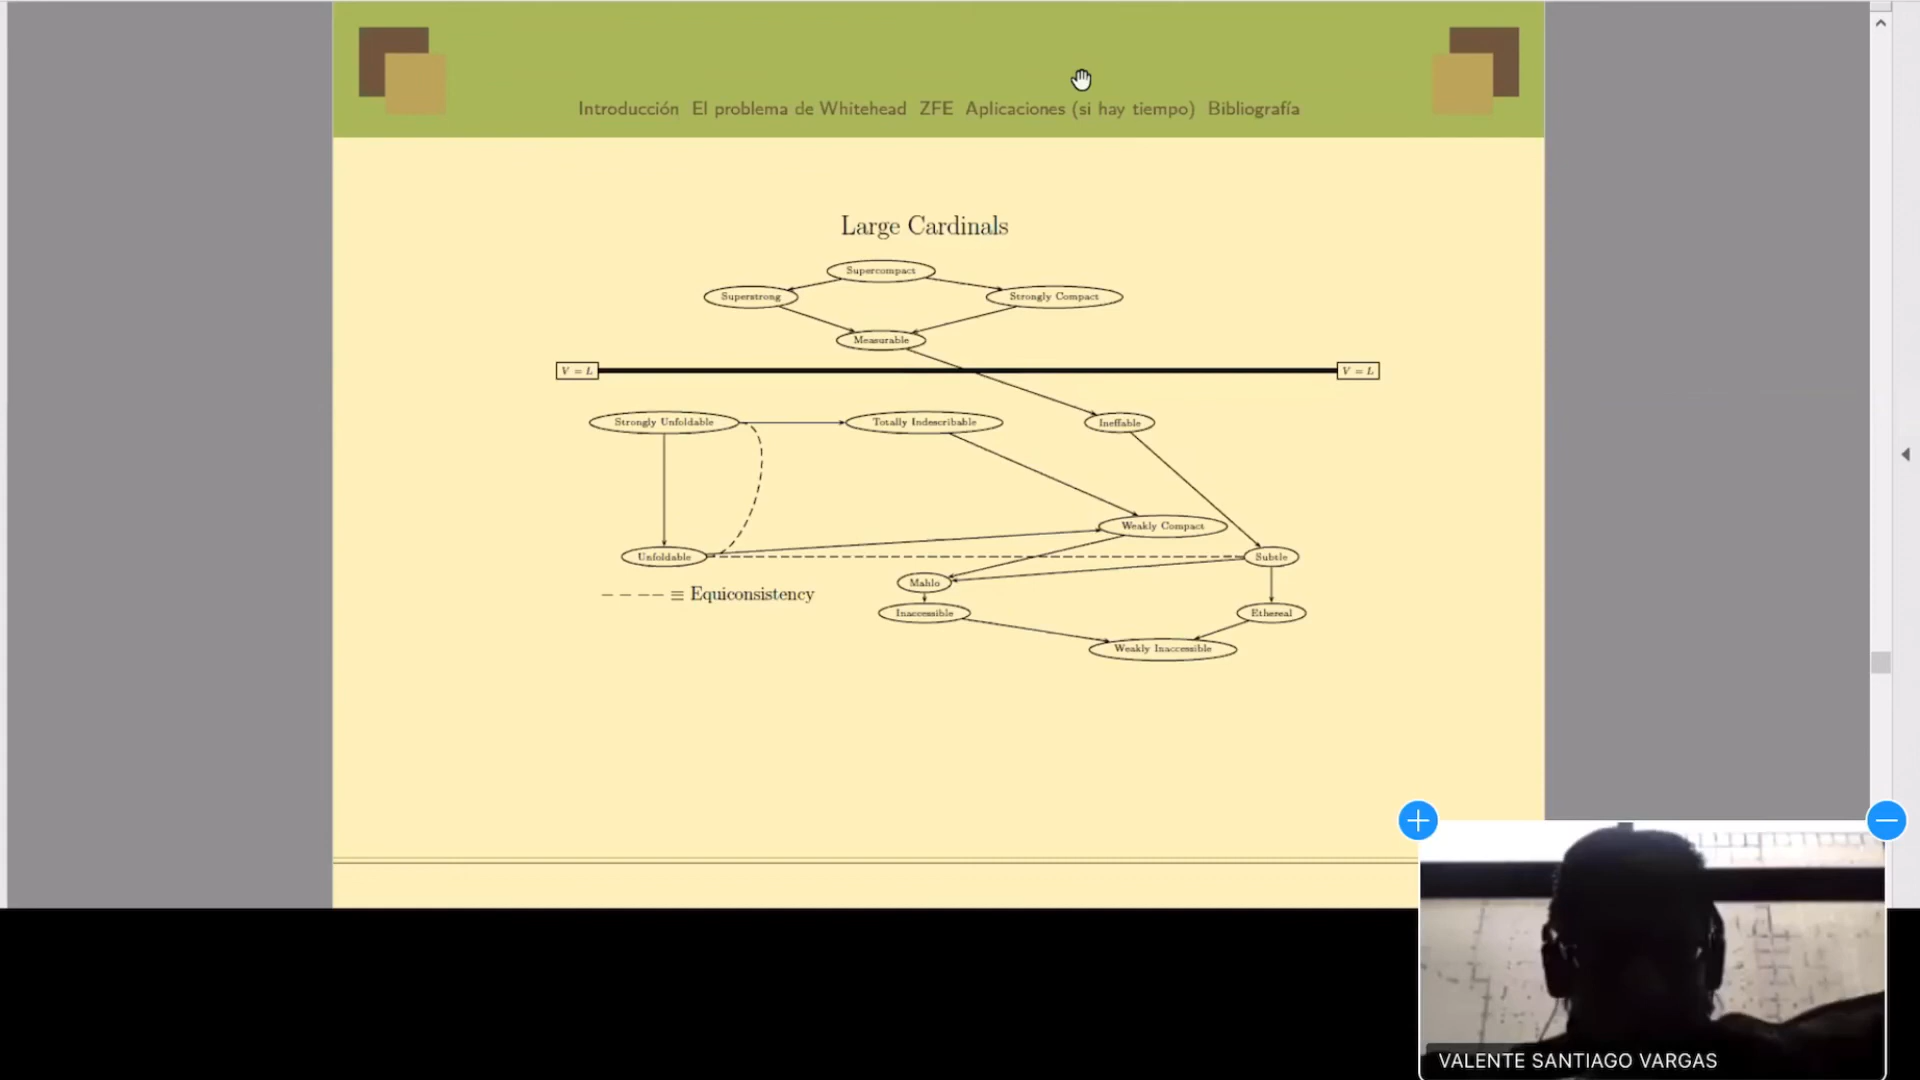 Introducción El problema de Whitehead ZFE Aplicaciones (si hay tiempo) Bibliografía
Large Cardinals
Supercompact
Superstrong
Strongly Compact
Measurable
V = L
V = L
Strongly Unfoldable
Totally Indescribable
Ineffable
Weakly Compact
Unfoldable
Subtle
Mahlo
---- ≡ Equiconsistency
Inaccessible
Ethereal
Weakly Inaccessible
VALENTE SANTIAGO VARGAS